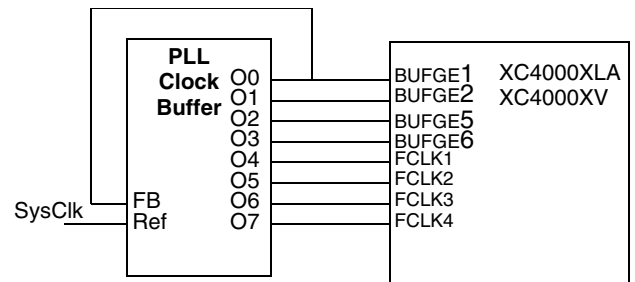 PLL
Clock
Buffer
O0
O1
O2
O3
O4
O5
O6
O7
FB
Ref
SysClk
BUFGE1
BUFGE2
BUFGE5
BUFGE6
FCLK1
FCLK2
FCLK3
FCLK4
XC4000XLA
XC4000XV